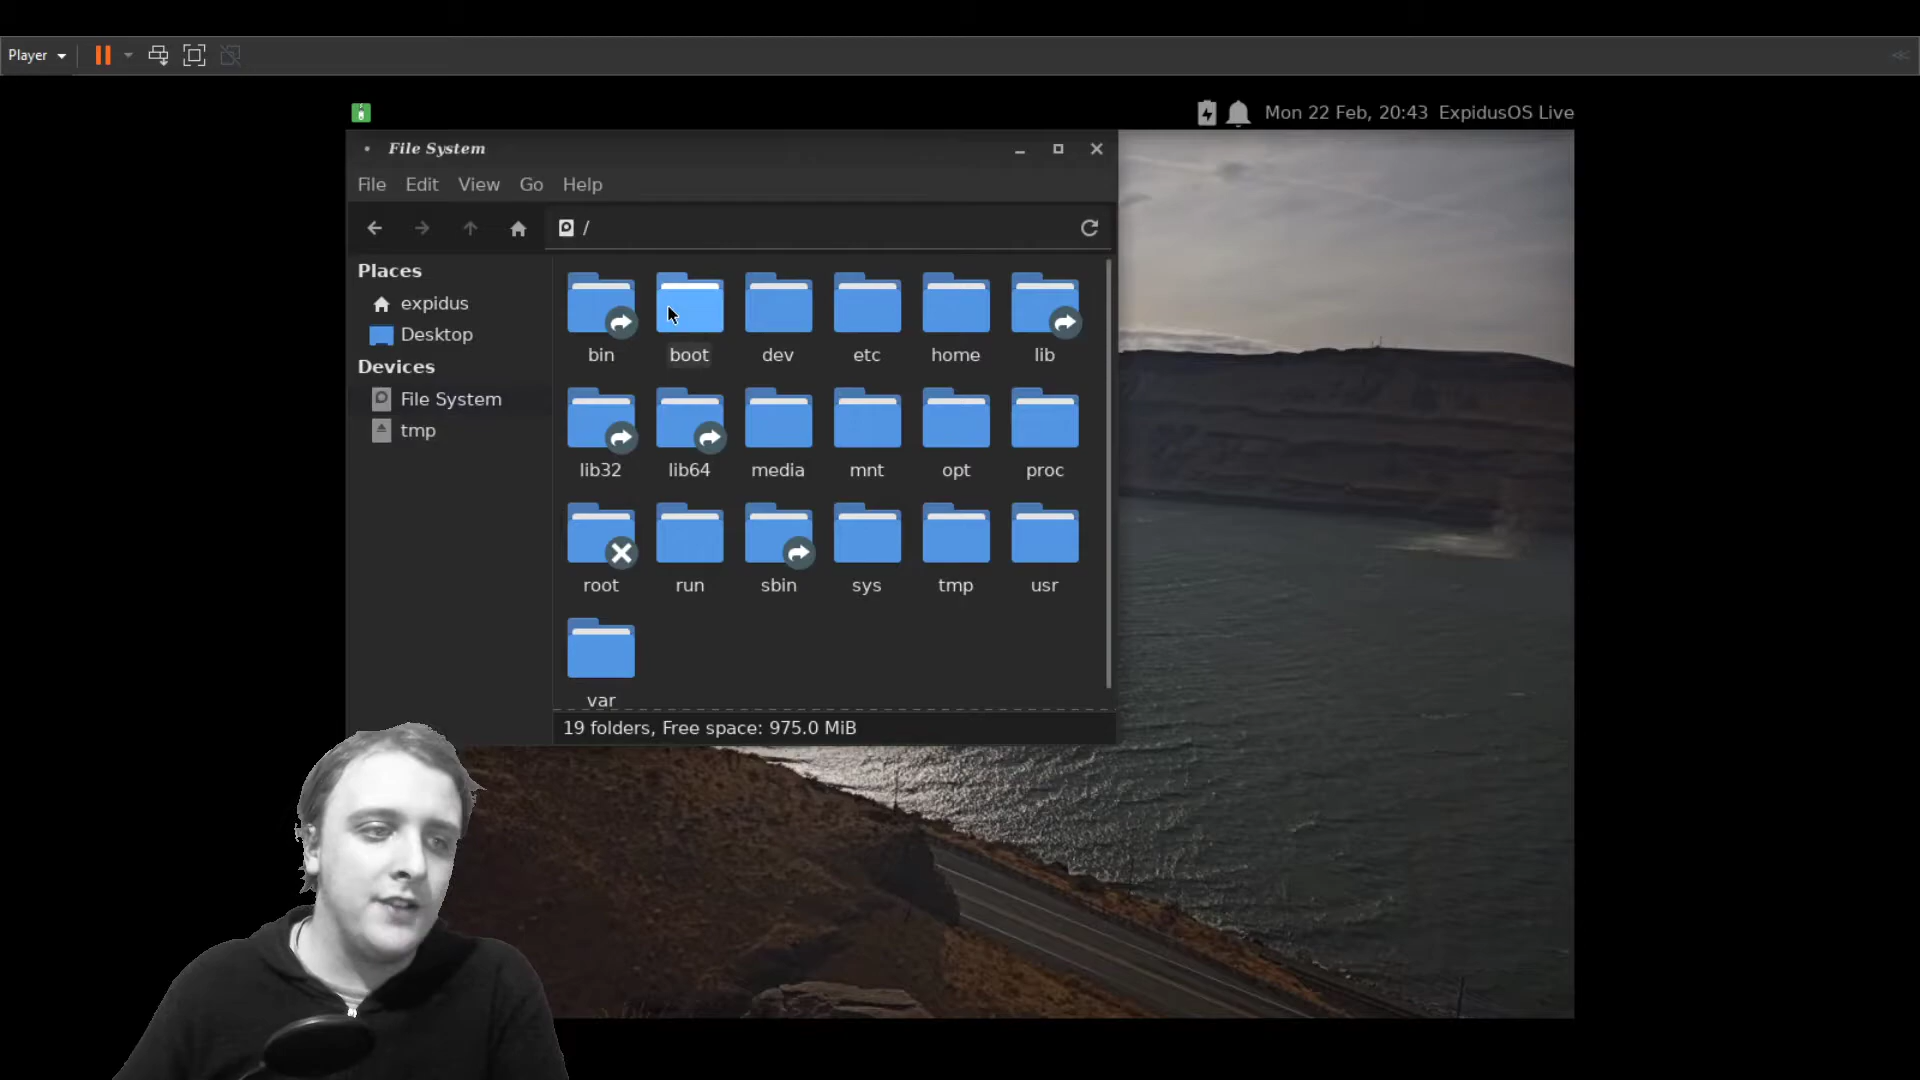 Player
Mon 22 Feb, 20:43 ExpidusOS Live
File System
File Edit View Go Help
/
Places
expidus
Desktop
Devices
File System
tmp
bin boot dev etc home lib
lib32 lib64 media mnt opt proc
root run sbin sys tmp usr
var
19 folders, Free space: 975.0 MiB